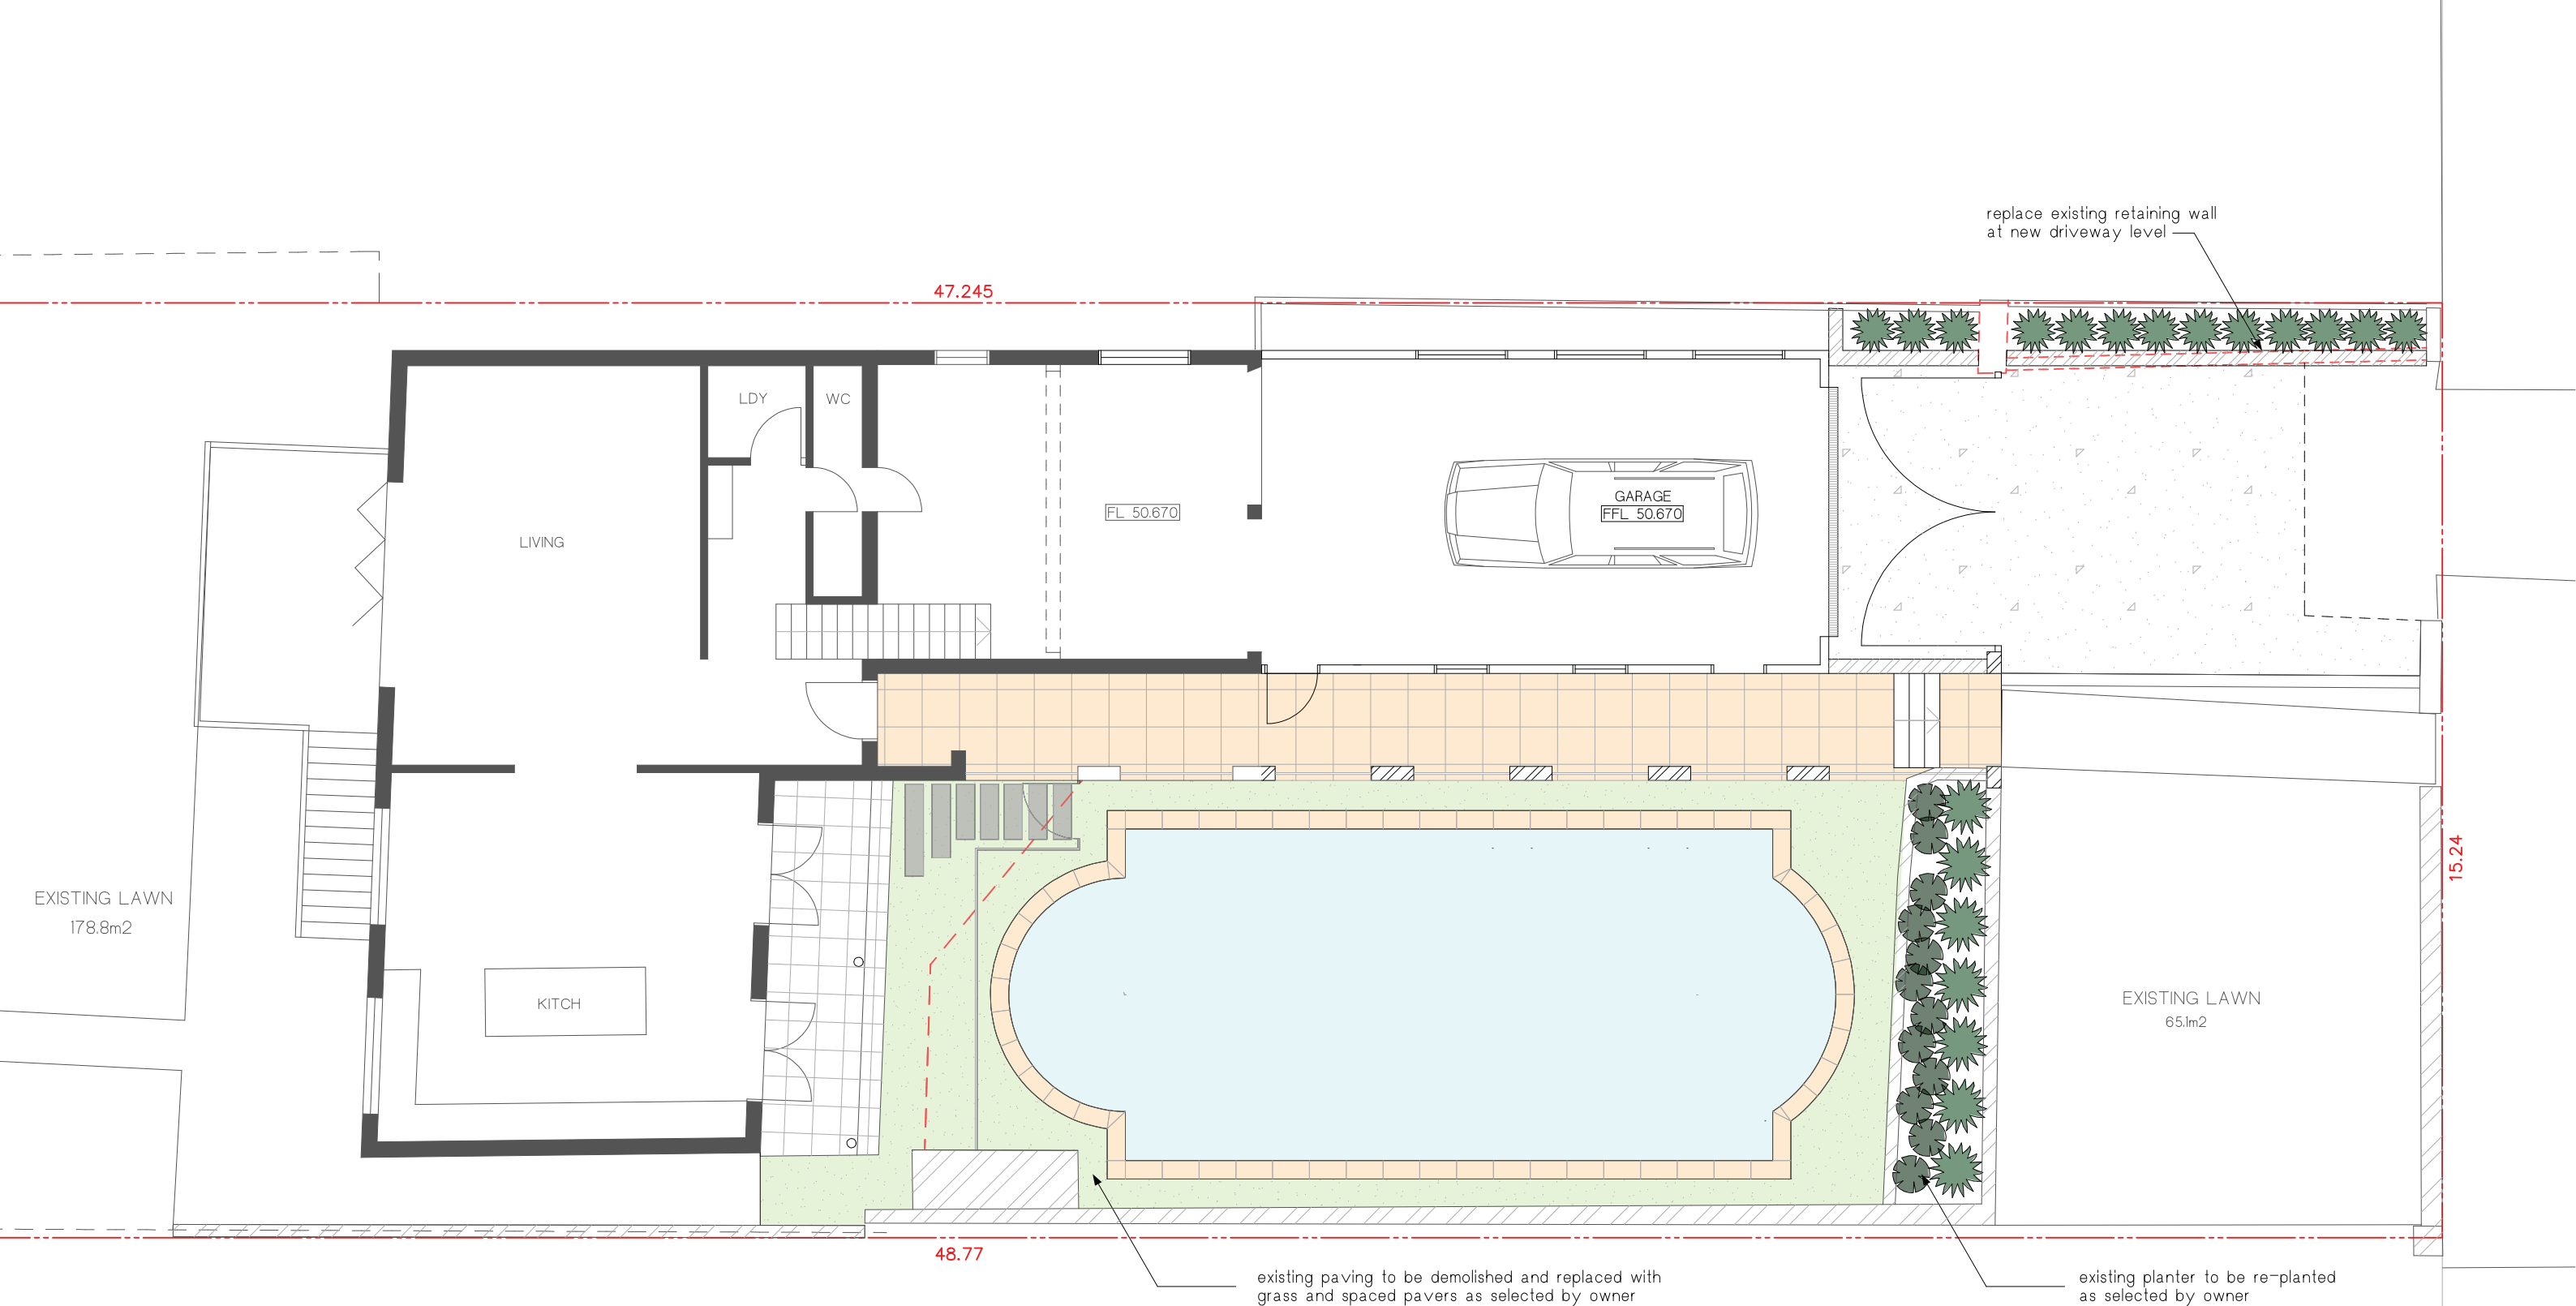 replace existing retaining wall
at new driveway level
47.245
LDY
WC
GARAGE
FL 50.670
FFL 50.670
LIVING
15.24
EXISTING LAWN
178.8m2
KITCH
EXISTING LAWN
65.1m2
48.77
existing paving to be demolished and replaced with
grass and spaced pavers as selected by owner
existing planter to be re-planted
as selected by owner